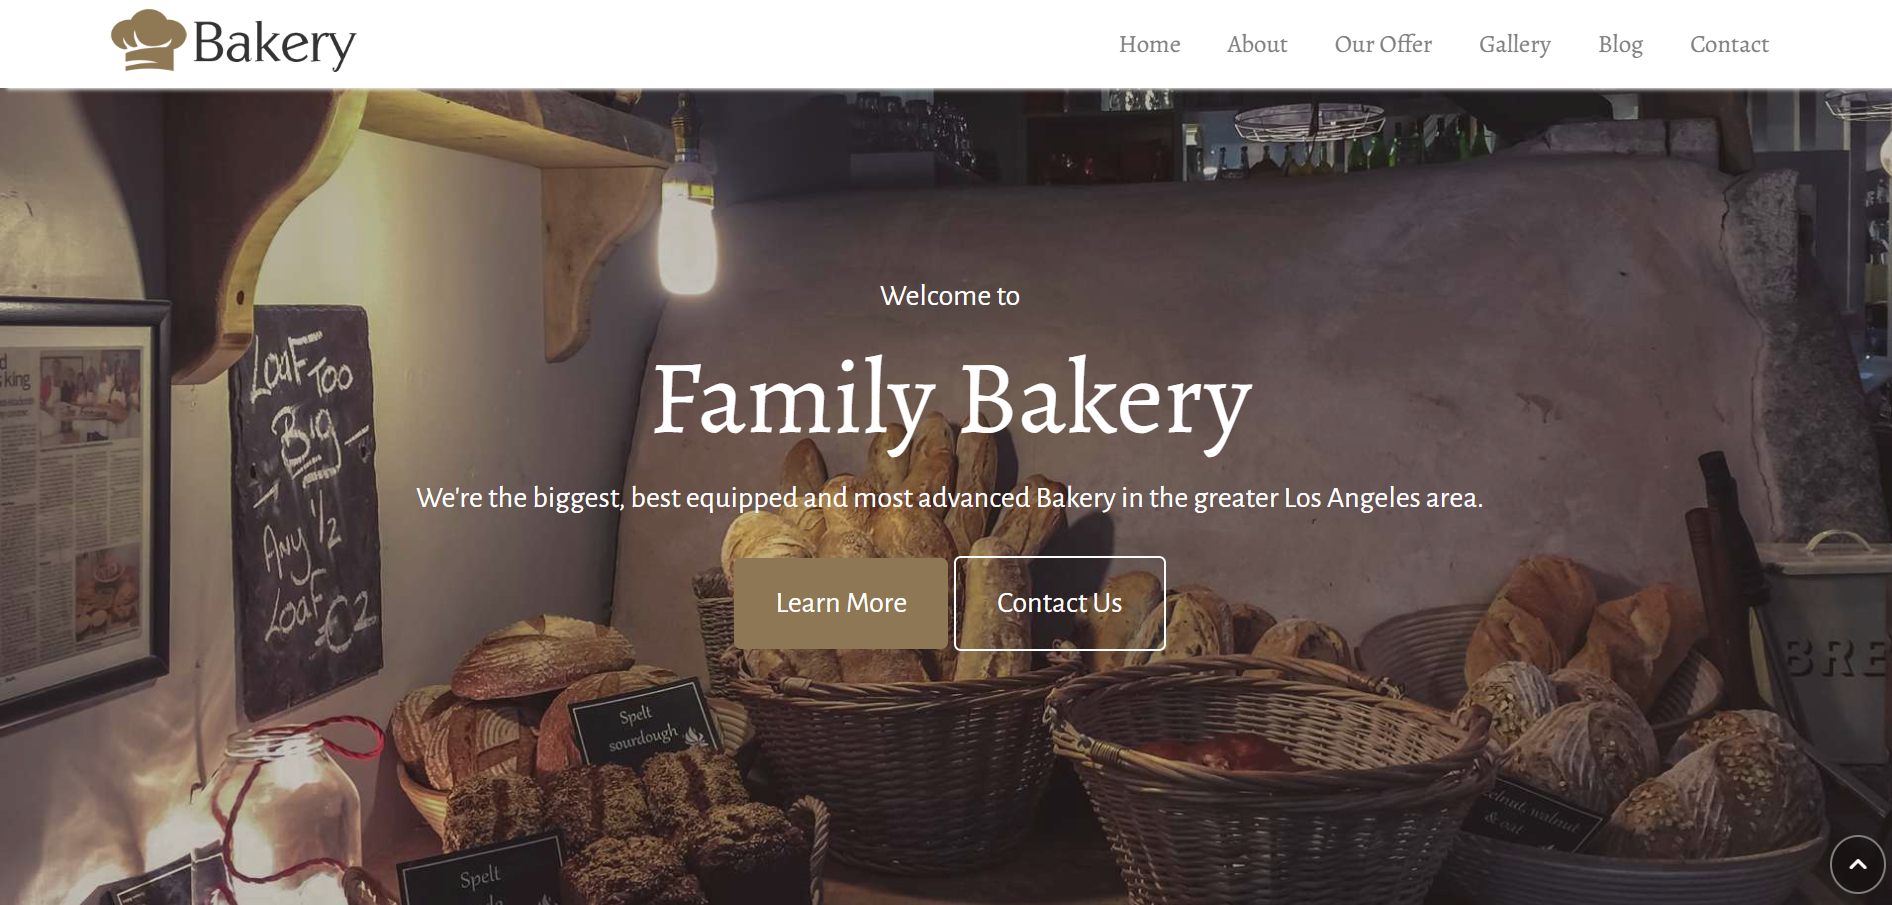 Bakery
Home About Our Offer Gallery Blog Contact
Welcome to
Family Bakery
We're the biggest, best equipped and most advanced Bakery in the greater Los Angeles area.
Learn More Contact Us
Loaf Too
Big
Any 1/2
Loaf €2
king
Spelt
sourdough
Spelt
walnut
& oat
BRE